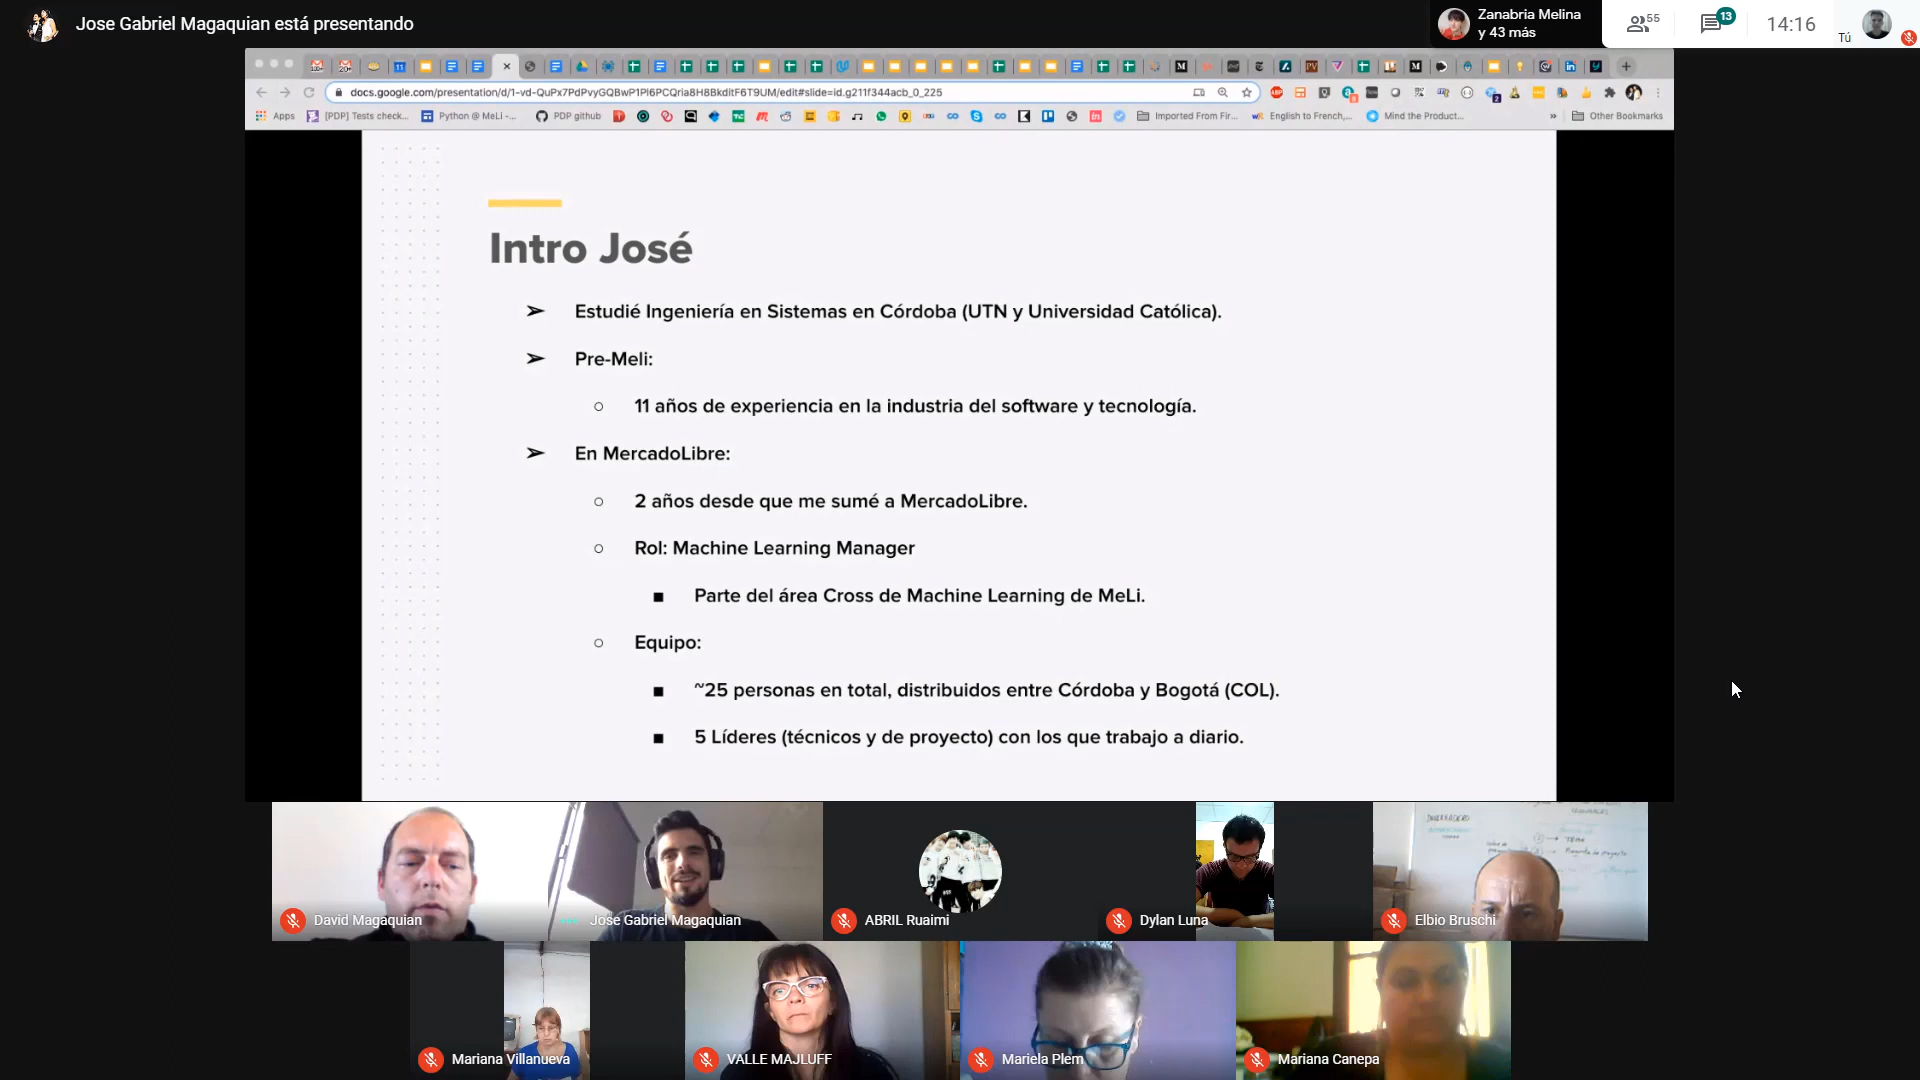 Jose Gabriel Magaquian está presentando
Zanabria Melina
y 43 más
55
13
14:16
Tú
docs.google.com/presentation/d/1-vd-QuPx7PdPvyGQBwP1PI6PCQria8H8BkditF6T9UM/edit#slide=id.g211f344acb_0_225
Apps
[PDP] Tests check...
Python @ MeLi -...
PDP github
Imported From Fir...
English to French,...
Mind the Product...
»
Other Bookmarks
Intro José
➢ Estudié Ingeniería en Sistemas en Córdoba (UTN y Universidad Católica).
➢ Pre-Meli:
○ 11 años de experiencia en la industria del software y tecnología.
➢ En MercadoLibre:
○ 2 años desde que me sumé a MercadoLibre.
○ Rol: Machine Learning Manager
■ Parte del área Cross de Machine Learning de MeLi.
○ Equipo:
■ ~25 personas en total, distribuidos entre Córdoba y Bogotá (COL).
■ 5 Líderes (técnicos y de proyecto) con los que trabajo a diario.
David Magaquian
Jose Gabriel Magaquian
ABRIL Ruaimi
Dylan Luna
Elbio Bruschi
Mariana Villanueva
VALLE MAJLUFF
Mariela Plem
Mariana Canepa